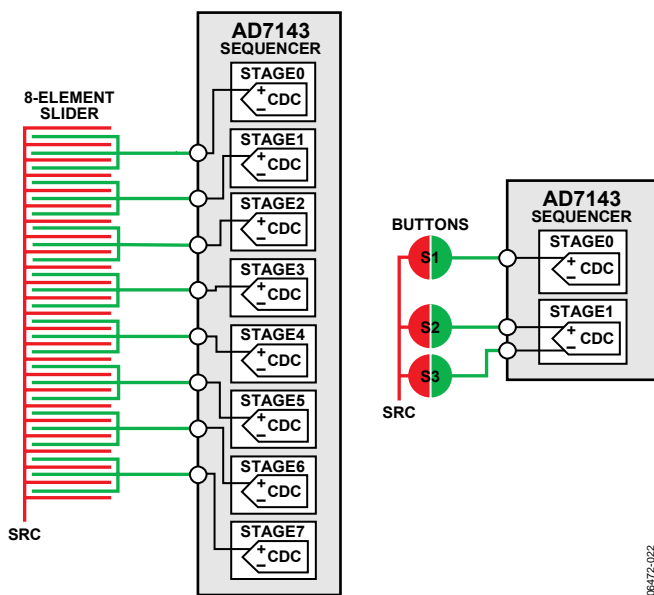 AD7143
SEQUENCER
8-ELEMENT
SLIDER
STAGE0
+
– CDC
STAGE1
+
– CDC
STAGE2
+
– CDC
STAGE3
+
– CDC
STAGE4
+
– CDC
STAGE5
+
– CDC
STAGE6
+
– CDC
STAGE7
+
– CDC
SRC
BUTTONS
S1
S2
S3
SRC
AD7143
SEQUENCER
STAGE0
+
– CDC
STAGE1
+
– CDC
06472-022